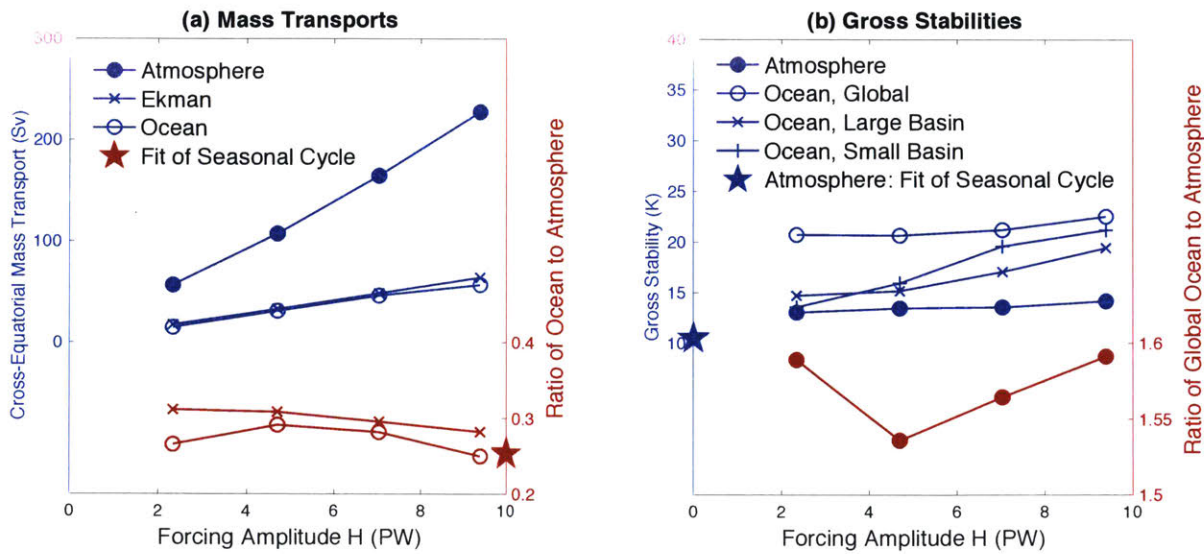 (a) Mass Transports
300
200
100
0
Cross-Equatorial Mass Transport (Sv)
Atmosphere
Ekman
Ocean
Fit of Seasonal Cycle
0.4
0.3
0.2
Ratio of Ocean to Atmosphere
0 2 4 6 8 10
Forcing Amplitude H (PW)
(b) Gross Stabilities
40
35
30
25
20
15
10
Gross Stability (K)
Atmosphere
Ocean, Global
Ocean, Large Basin
Ocean, Small Basin
Atmosphere: Fit of Seasonal Cycle
1.6
1.55
1.5
Ratio of Global Ocean to Atmosphere
0 2 4 6 8 10
Forcing Amplitude H (PW)